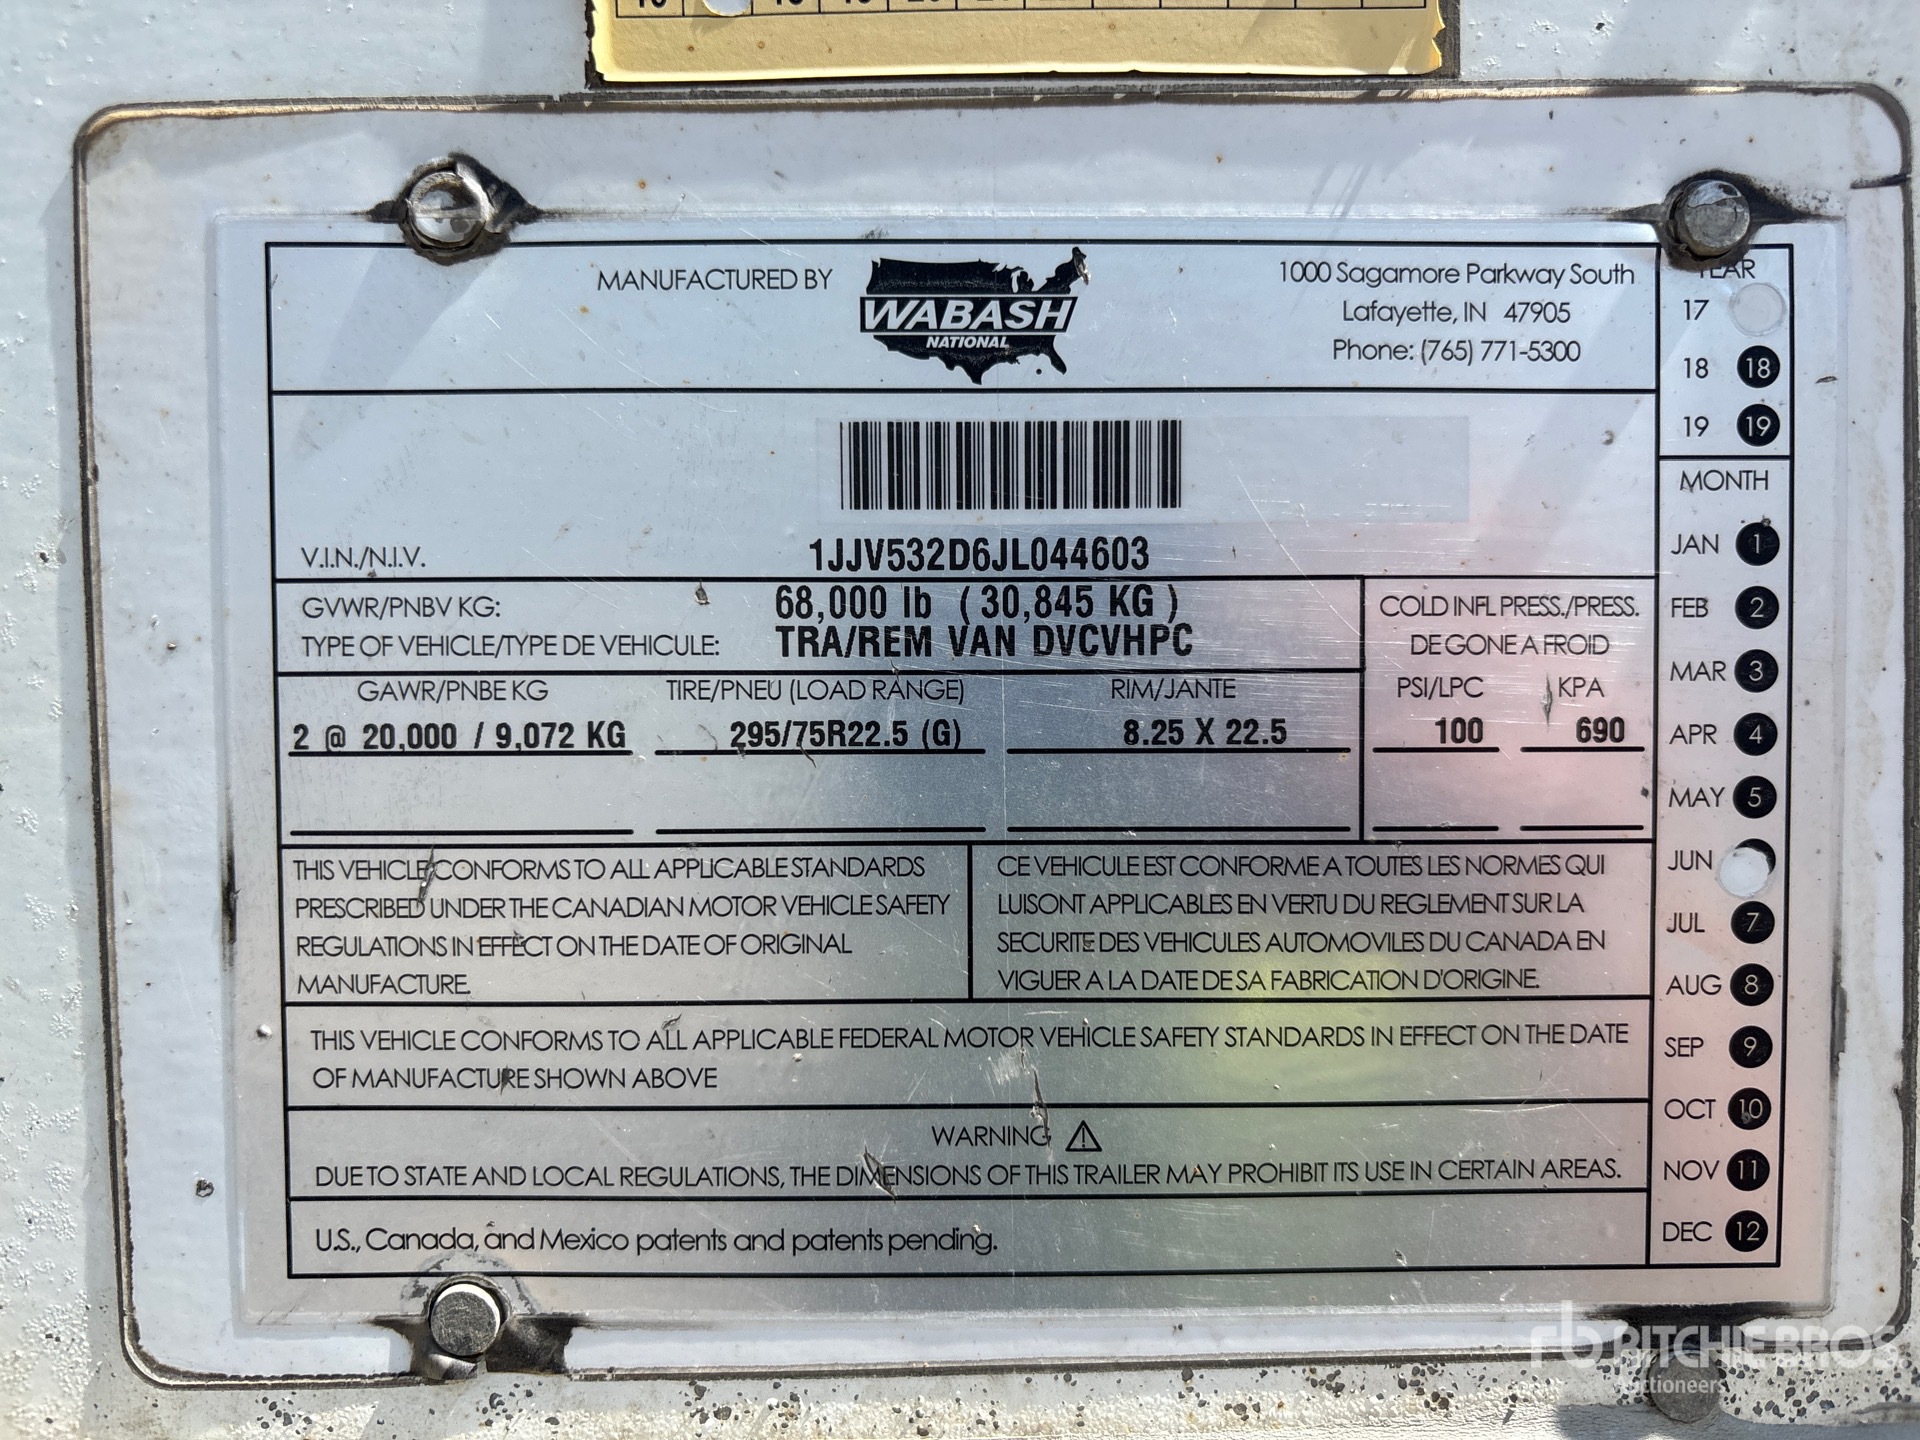 MANUFACTURED BY
WABASH
NATIONAL
1000 Sagamore Parkway South
Lafayette, IN 47905
Phone: (765) 771-5300
YEAR
17
18 18
19 19
V.I.N./N.I.V. 1JJV532D6JL044603
GVWR/PNBV KG: 68,000 lb ( 30,845 KG )
TYPE OF VEHICLE/TYPE DE VEHICULE: TRA/REM VAN DVCVHPC
COLD INFL PRESS./PRESS.
DE GONE A FROID
GAWR/PNBE KG TIRE/PNEU (LOAD RANGE) RIM/JANTE PSI/LPC KPA
2 @ 20,000 / 9,072 KG 295/75R22.5 (G) 8.25 X 22.5 100 690
MONTH
JAN 1
FEB 2
MAR 3
APR 4
MAY 5
JUN
JUL 7
AUG 8
SEP 9
OCT 10
NOV 11
DEC 12
THIS VEHICLE CONFORMS TO ALL APPLICABLE STANDARDS
PRESCRIBED UNDER THE CANADIAN MOTOR VEHICLE SAFETY
REGULATIONS IN EFFECT ON THE DATE OF ORIGINAL
MANUFACTURE.
CE VEHICULE EST CONFORME A TOUTES LES NORMES QUI
LUISONT APPLICABLES EN VERTU DU REGLEMENT SUR LA
SECURITE DES VEHICULES AUTOMOVILES DU CANADA EN
VIGUER A LA DATE DE SA FABRICATION D'ORIGINE.
THIS VEHICLE CONFORMS TO ALL APPLICABLE FEDERAL MOTOR VEHICLE SAFETY STANDARDS IN EFFECT ON THE DATE
OF MANUFACTURE SHOWN ABOVE
WARNING
DUE TO STATE AND LOCAL REGULATIONS, THE DIMENSIONS OF THIS TRAILER MAY PROHIBIT ITS USE IN CERTAIN AREAS.
U.S., Canada, and Mexico patents and patents pending.
rb RITCHIE BROS.
Auctioneers